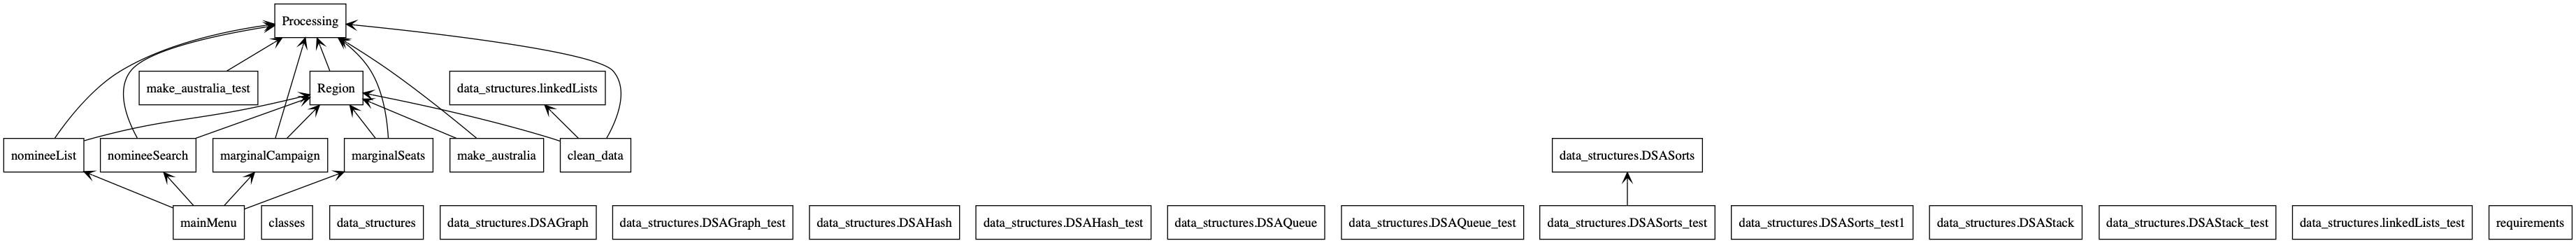 Processing
make_australia_test
Region
data_structures.linkedLists
nomineeList
nomineeSearch
marginalCampaign
marginalSeats
make_australia
clean_data
data_structures.DSASorts
mainMenu
classes
data_structures
data_structures.DSAGraph
data_structures.DSAGraph_test
data_structures.DSAHash
data_structures.DSAHash_test
data_structures.DSAQueue
data_structures.DSAQueue_test
data_structures.DSASorts_test
data_structures.DSASorts_test1
data_structures.DSAStack
data_structures.DSAStack_test
data_structures.linkedLists_test
requirements